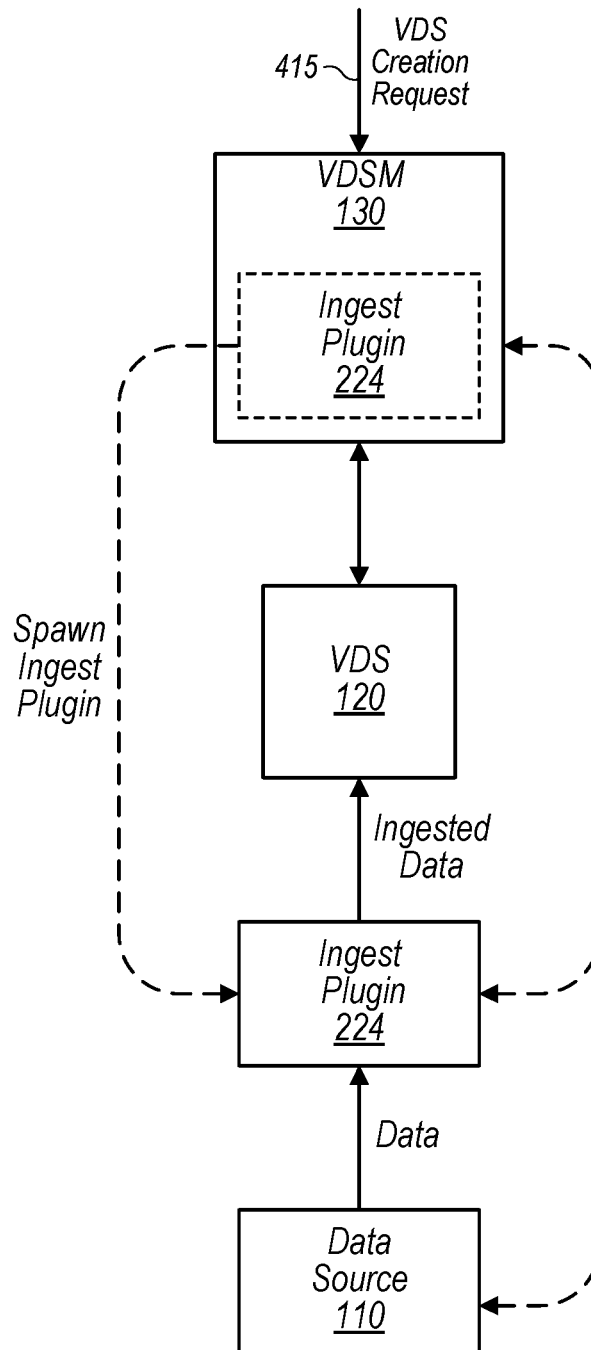 VDS
Creation
Request
415
VDSM
130
Ingest
Plugin
224
Spawn
Ingest
Plugin
VDS
120
Ingested
Data
Ingest
Plugin
224
Data
Data
Source
110